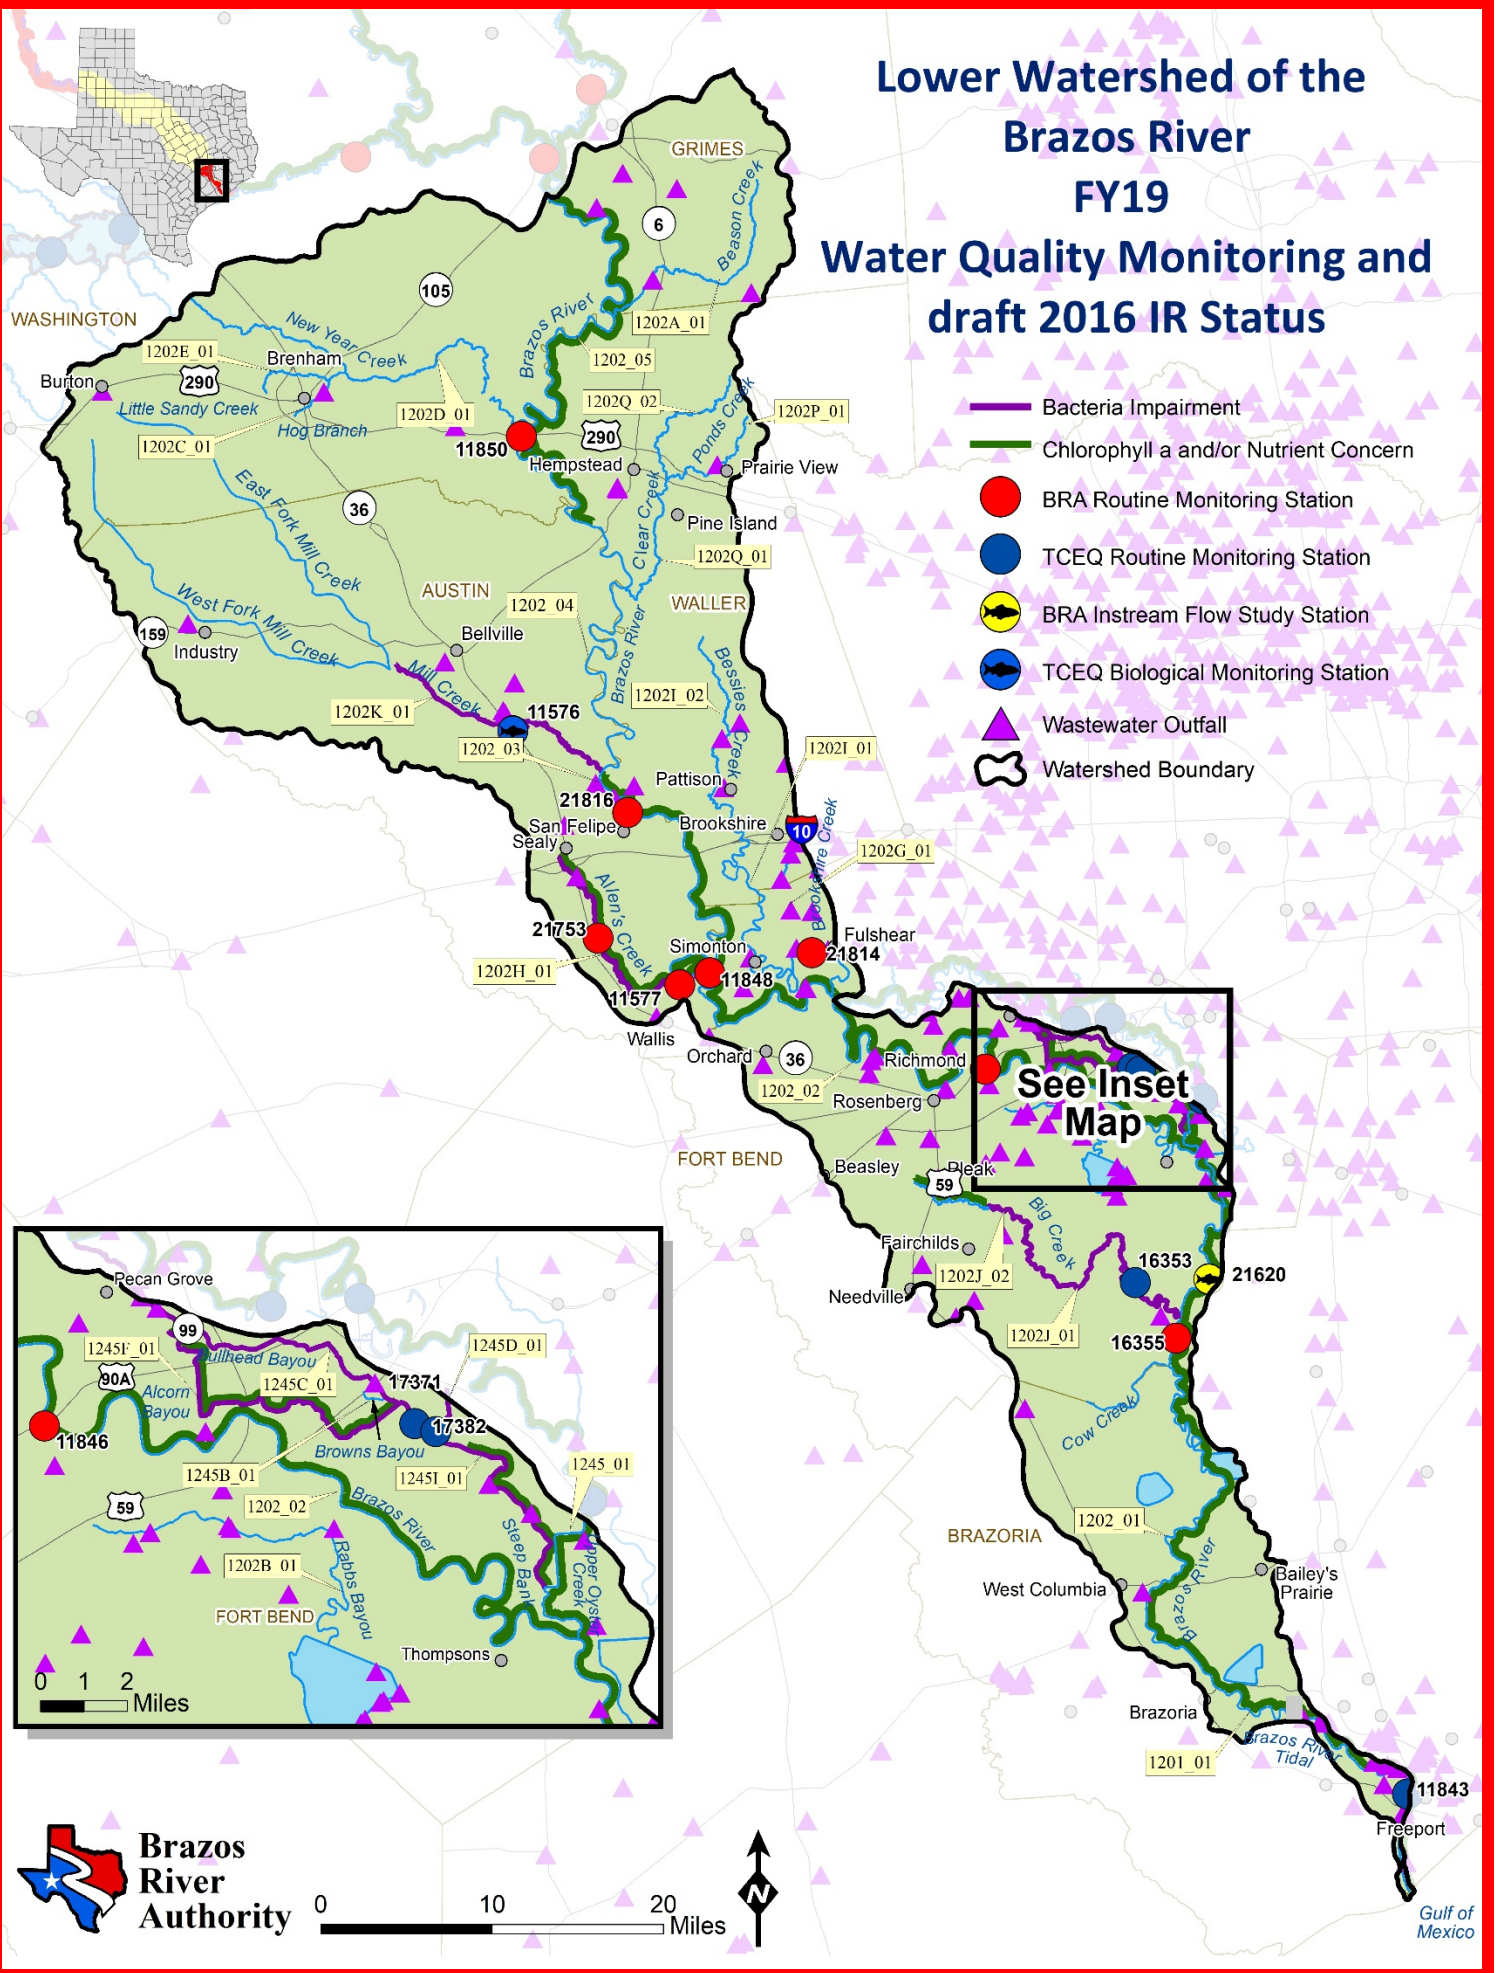 Lower Watershed of the
Brazos River
FY19
Water Quality Monitoring and
draft 2016 IR Status
Bacteria Impairment
Chlorophyll a and/or Nutrient Concern
BRA Routine Monitoring Station
TCEQ Routine Monitoring Station
BRA Instream Flow Study Station
TCEQ Biological Monitoring Station
Wastewater Outfall
Watershed Boundary
GRIMES
Beason Creek
6
105
WASHINGTON
New Year Creek
Brazos River
1202A_01
1202E_01
Brenham
1202_05
Burton
290
Little Sandy Creek
1202D_01
1202Q_02
Ponds Creek
1202P_01
Hog Branch
1202C_01
11850
290
Hempstead
Prairie View
East Fork Mill Creek
36
Clear Creek
Pine Island
1202Q_01
AUSTIN
1202_04
WALLER
West Fork Mill Creek
159
Industry
Bellville
Brazos River
Bessies Creek
Mill Creek
1202I_02
1202K_01
11576
1202_03
1202I_01
Pattison
21816
San Felipe
Sealy
Brookshire
10
Brookshire Creek
1202G_01
Allen's Creek
21753
Simonton
Fulshear
21814
1202H_01
11848
11577
Wallis
Orchard
36
Richmond
1202_02
Rosenberg
See Inset
Map
FORT BEND
Beasley
Pleak
59
Big Creek
Fairchilds
1202J_02
16353
21620
Needville
1202J_01
16355
Cow Creek
1202_01
BRAZORIA
Brazos River
West Columbia
Bailey's
Prairie
Brazoria
1201_01
Brazos River
Tidal
11843
Freeport
Gulf of
Mexico
Pecan Grove
99
1245F_01
Bullhead Bayou
1245D_01
90A
Alcorn
Bayou
1245C_01
17371
11846
17382
Browns Bayou
1245B_01
1245I_01
1245_01
59
1202_02
Brazos River
Steep Bank
Upper Oyster
Creek
1202B_01
Rabbs Bayou
FORT BEND
Thompsons
0 1 2
Miles
Brazos
River
Authority
0 10 20
Miles
N